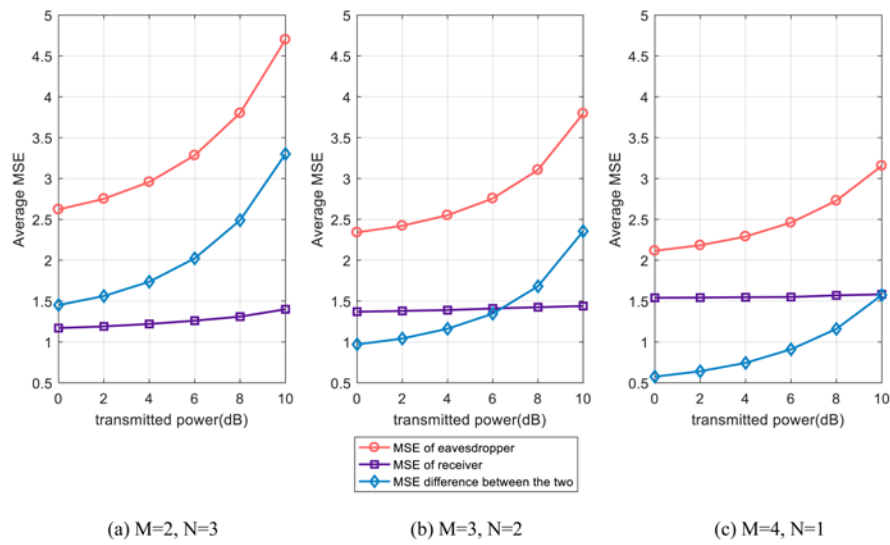 5
4.5
4
3.5
3
2.5
2
1.5
1
0.5
Average MSE
0 2 4 6 8 10
transmitted power(dB)
5
4.5
4
3.5
3
2.5
2
1.5
1
0.5
Average MSE
0 2 4 6 8 10
transmitted power(dB)
5
4.5
4
3.5
3
2.5
2
1.5
1
0.5
Average MSE
0 2 4 6 8 10
transmitted power(dB)
MSE of eavesdropper
MSE of receiver
MSE difference between the two
(a) M=2, N=3
(b) M=3, N=2
(c) M=4, N=1